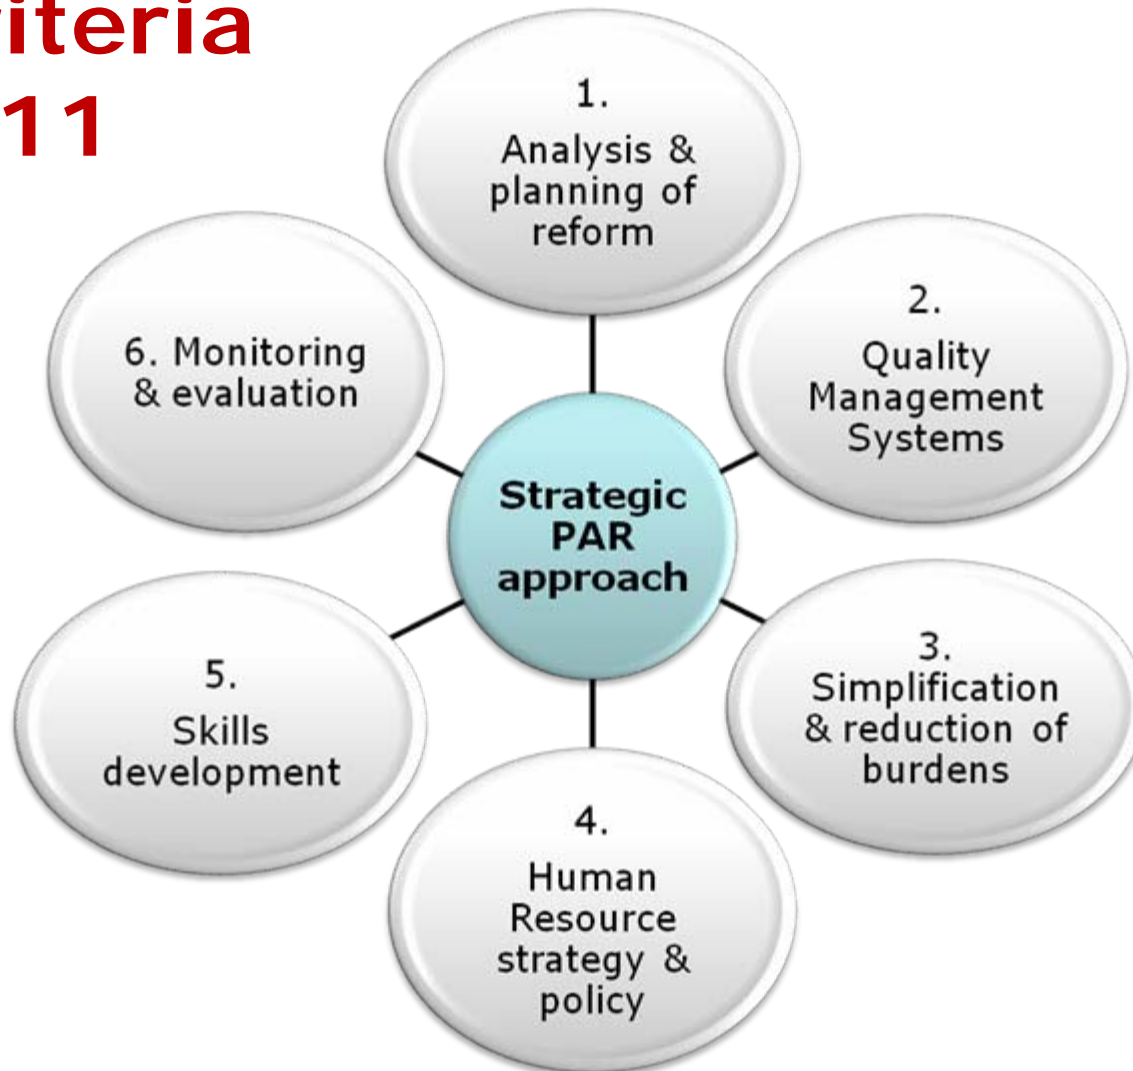 11
1.
Analysis &
planning of
reform
2.
Quality
Management
Systems
3.
Simplification
& reduction of
burdens
4.
Human
Resource
strategy &
policy
5.
Skills
development
6. Monitoring
& evaluation
Strategic
PAR
approach